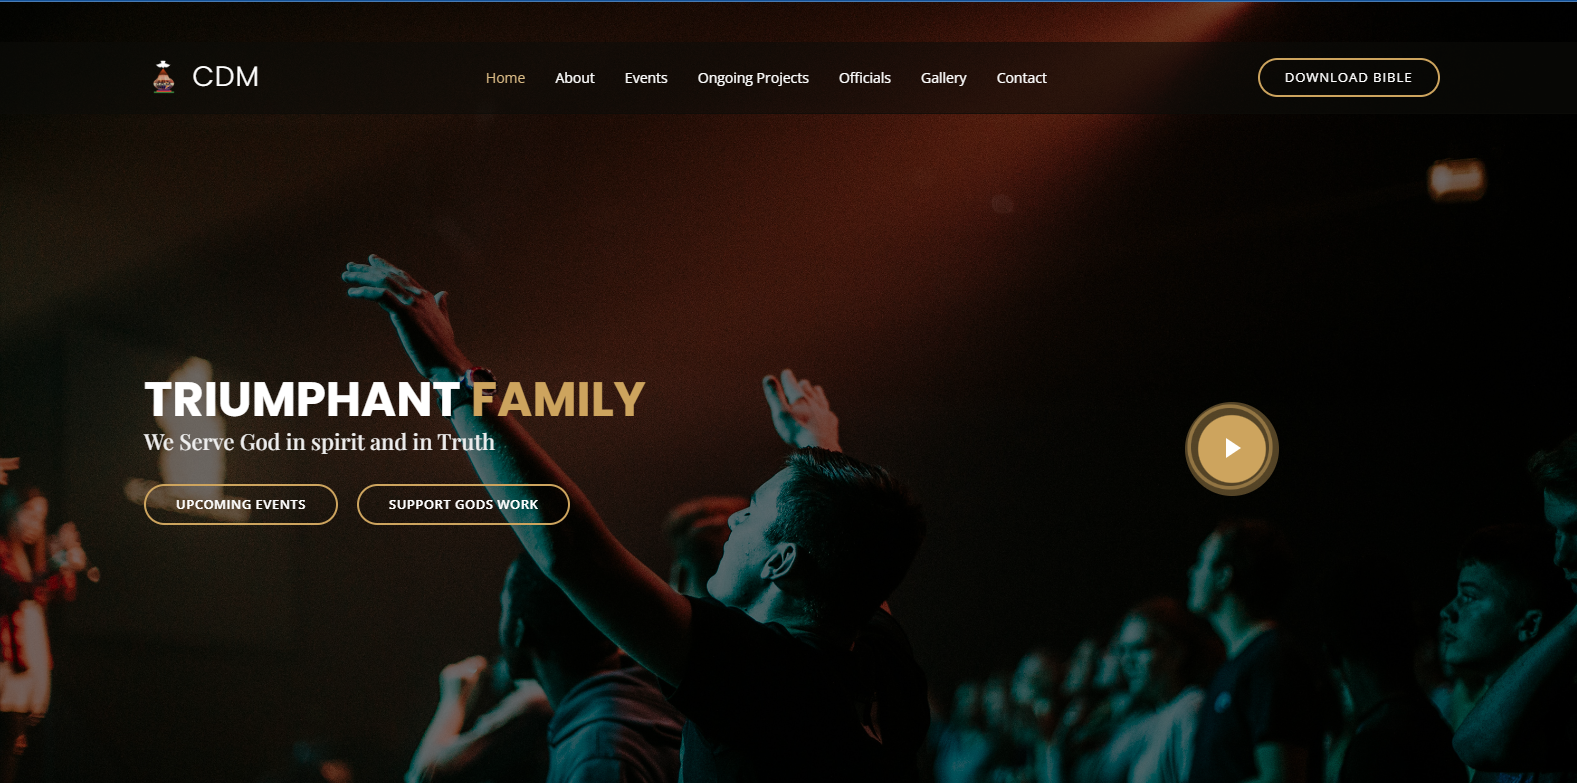 CDM
Home About Events Ongoing Projects Officials Gallery Contact
DOWNLOAD BIBLE
TRIUMPHANT FAMILY
We Serve God in spirit and in Truth
UPCOMING EVENTS SUPPORT GODS WORK